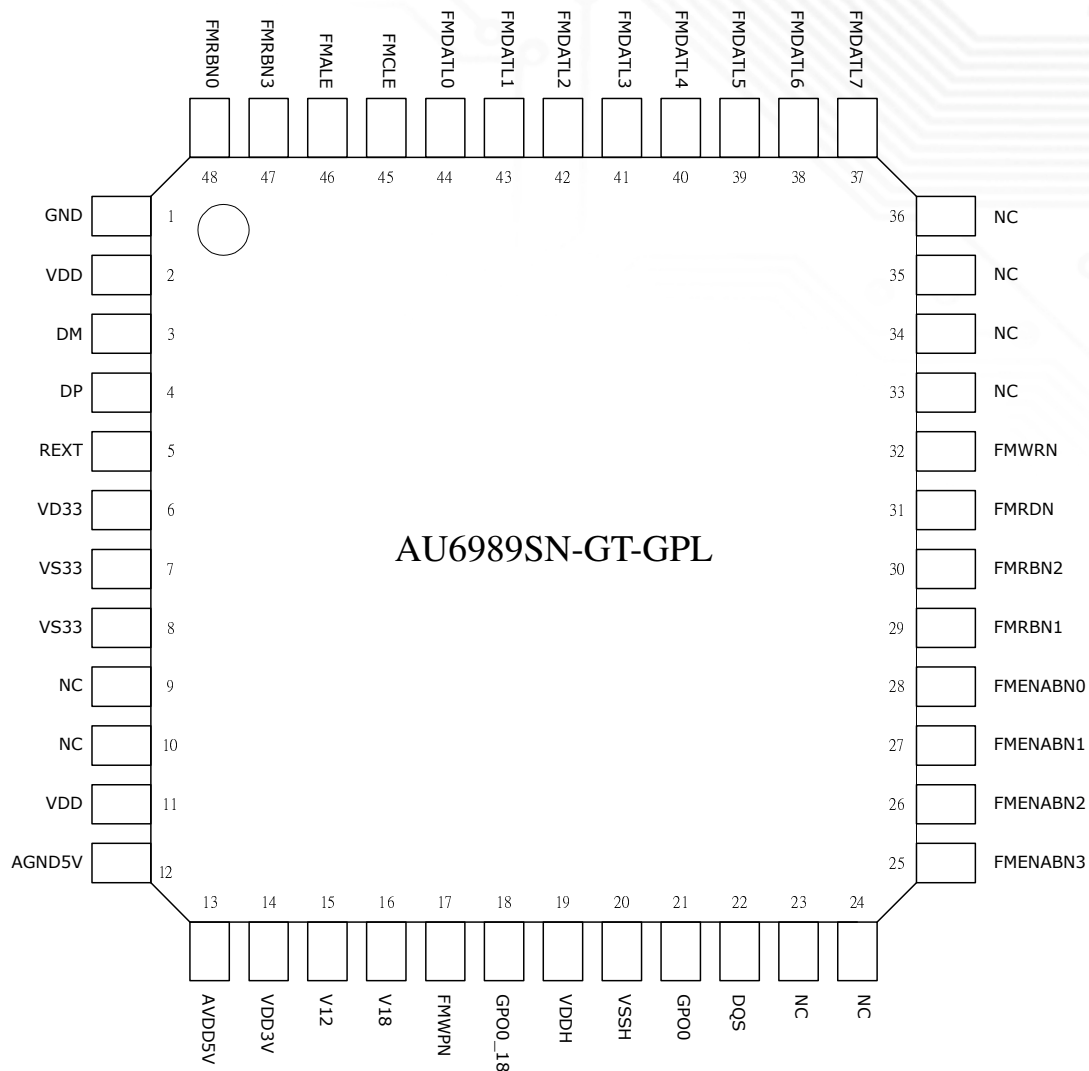 FMRBN0
FMRBN3
FMALE
FMCLE
FMDATL0
FMDATL1
FMDATL2
FMDATL3
FMDATL4
FMDATL5
FMDATL6
FMDATL7
48 47 46 45 44 43 42 41 40 39 38 37
GND 1 36 NC
VDD 2 35 NC
DM 3 34 NC
DP 4 33 NC
REXT 5 32 FMWRN
VD33 6 31 FMRDN
AU6989SN-GT-GPL
VS33 7 30 FMRBN2
VS33 8 29 FMRBN1
NC 9 28 FMENABN0
NC 10 27 FMENABN1
VDD 11 26 FMENABN2
AGND5V 12 25 FMENABN3
13 14 15 16 17 18 19 20 21 22 23 24
AVDD5V
VDD3V
V12
V18
FMWPN
GPO0_18
VDDH
VSSH
GPO0
DQS
NC
NC